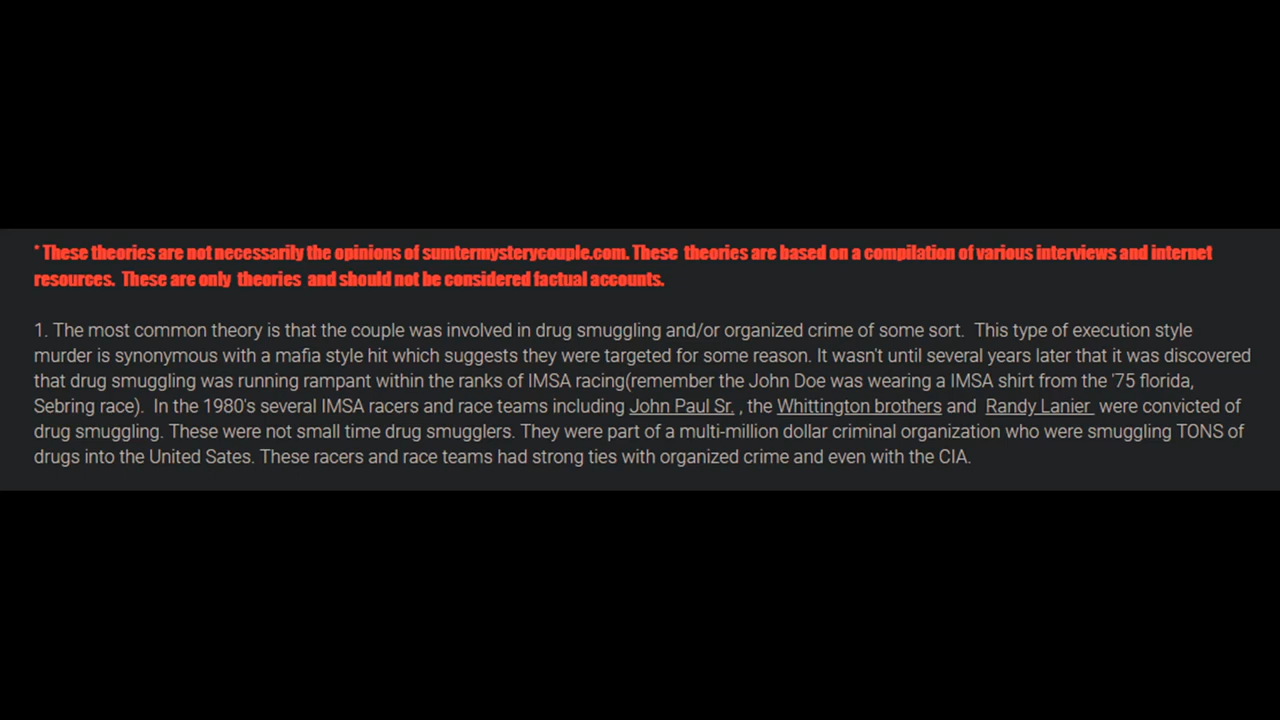 * These theories are not necessarily the opinions of sumtermysterycouple.com. These theories are based on a compilation of various interviews and internet
resources. These are only theories and should not be considered factual accounts.
1. The most common theory is that the couple was involved in drug smuggling and/or organized crime of some sort. This type of execution style
murder is synonymous with a mafia style hit which suggests they were targeted for some reason. It wasn't until several years later that it was discovered
that drug smuggling was running rampant within the ranks of IMSA racing(remember the John Doe was wearing a IMSA shirt from the '75 florida,
Sebring race). In the 1980's several IMSA racers and race teams including John Paul Sr. , the Whittington brothers and Randy Lanier were convicted of
drug smuggling. These were not small time drug smugglers. They were part of a multi-million dollar criminal organization who were smuggling TONS of
drugs into the United Sates. These racers and race teams had strong ties with organized crime and even with the CIA.